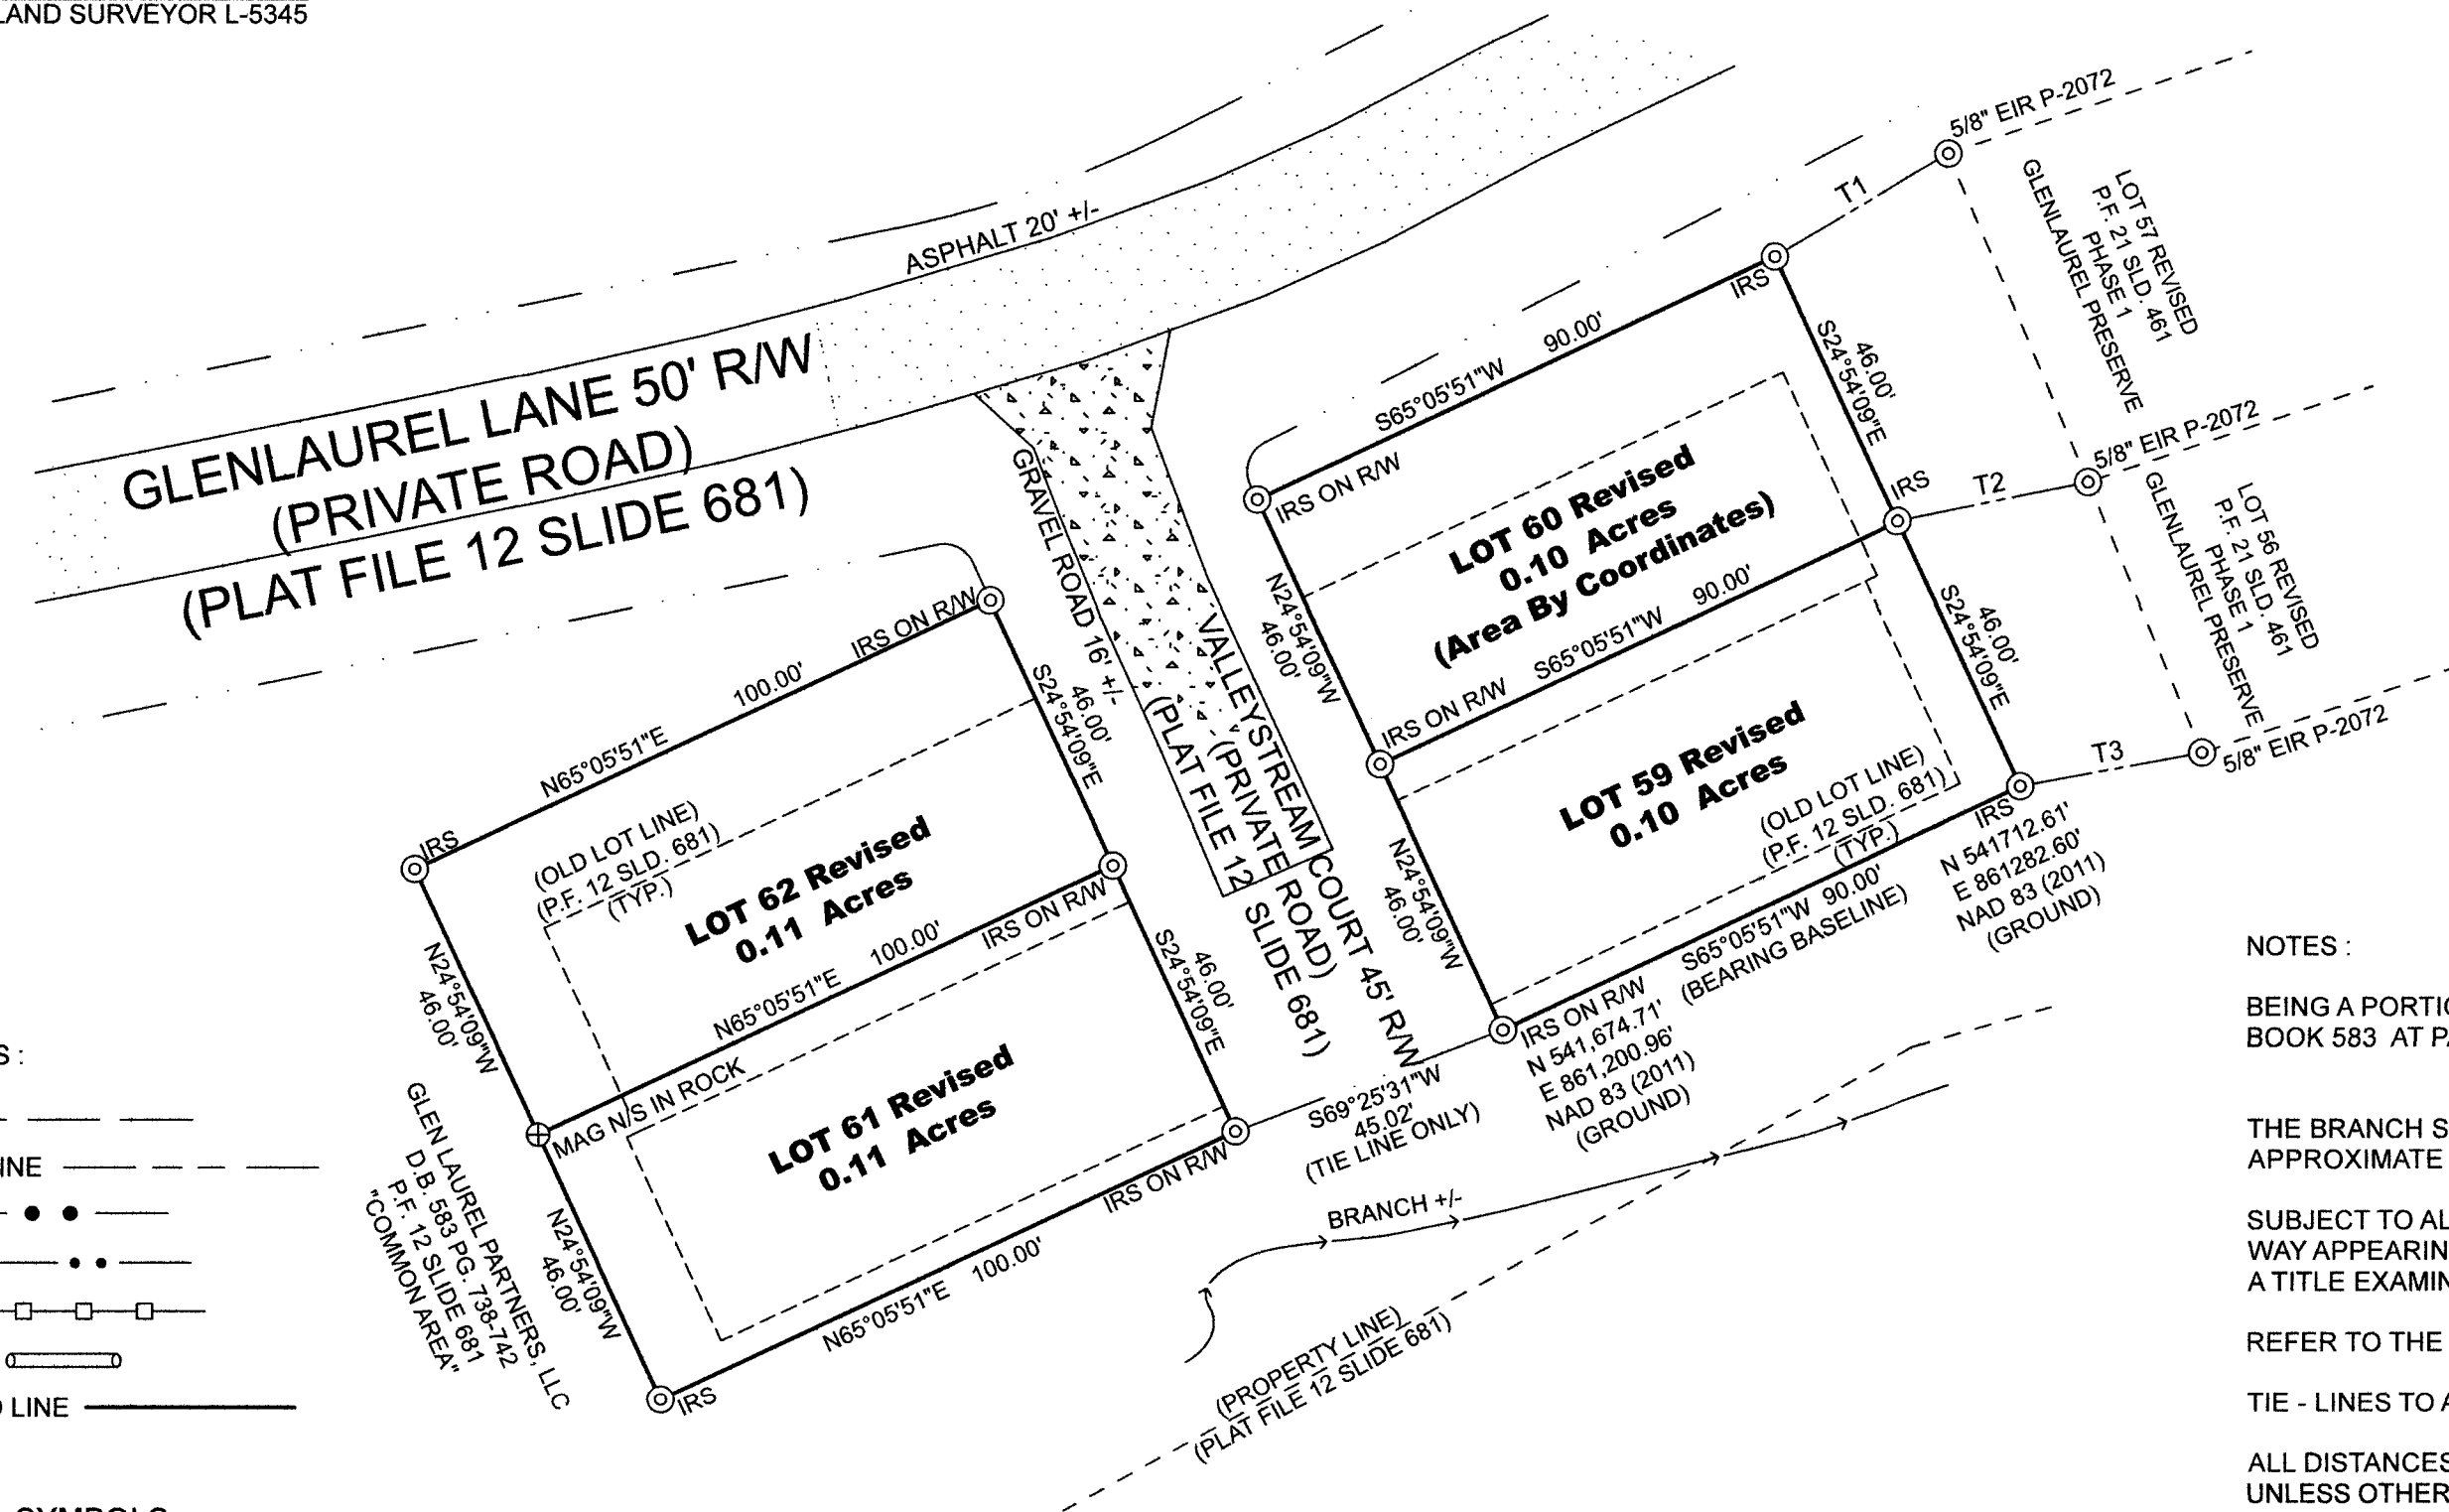 LAND SURVEYOR L-5345
ASPHALT 20' +/-
GLENLAUREL LANE 50' R/W
(PRIVATE ROAD)
(PLAT FILE 12 SLIDE 681)
GRAVEL ROAD 16' +/-
VALLEYSTREAM COURT 45' R/W
(PRIVATE ROAD)
(PLAT FILE 12 SLIDE 681)
5/8" EIR P-2072
T1
LOT 57 REVISED
P.F. 21 SLD. 461
PHASE 1
GLENLAUREL PRESERVE
5/8" EIR P-2072
T2
LOT 56 REVISED
P.F. 21 SLD. 461
PHASE 1
GLENLAUREL PRESERVE
5/8" EIR P-2072
T3
IRS
S65°05'51"W 90.00'
46.00'
S24°54'09"E
IRS ON R/W
LOT 60 Revised
0.10 Acres
(Area By Coordinates)
N24°54'09"W
46.00'
IRS
S65°05'51"W 90.00'
IRS ON R/W
46.00'
S24°54'09"E
LOT 59 Revised
0.10 Acres
(OLD LOT LINE)
(P.F. 12 SLD. 681)
(TYP.)
N24°54'09"W
46.00'
IRS
N 541712.61'
E 861282.60'
NAD 83 (2011)
(GROUND)
S65°05'51"W 90.00'
(BEARING BASELINE)
IRS ON R/W
N 541,674.71'
E 861,200.96'
NAD 83 (2011)
(GROUND)
S69°25'31"W
45.02'
(TIE LINE ONLY)
IRS ON R/W
N65°05'51"E 100.00'
IRS
46.00'
S24°54'09"E
(OLD LOT LINE)
(P.F. 12 SLD. 681)
(TYP.)
LOT 62 Revised
0.11 Acres
N24°54'09"W
46.00'
IRS ON R/W
N65°05'51"E 100.00'
MAG N/S IN ROCK
46.00'
S24°54'09"E
LOT 61 Revised
0.11 Acres
N24°54'09"W
46.00'
IRS ON R/W
N65°05'51"E 100.00'
IRS
GLEN LAUREL PARTNERS, LLC
D.B. 583 PG. 738-742
P.F. 12 SLIDE 681
"COMMON AREA"
BRANCH +/-
(PROPERTY LINE)
(PLAT FILE 12 SLIDE 681)
S :
INE
LINE
NOTES :
BEING A PORTIO
BOOK 583 AT PA
THE BRANCH S
APPROXIMATE
SUBJECT TO AL
WAY APPEARIN
A TITLE EXAMIN
REFER TO THE
TIE - LINES TO A
ALL DISTANCES
UNLESS OTHER